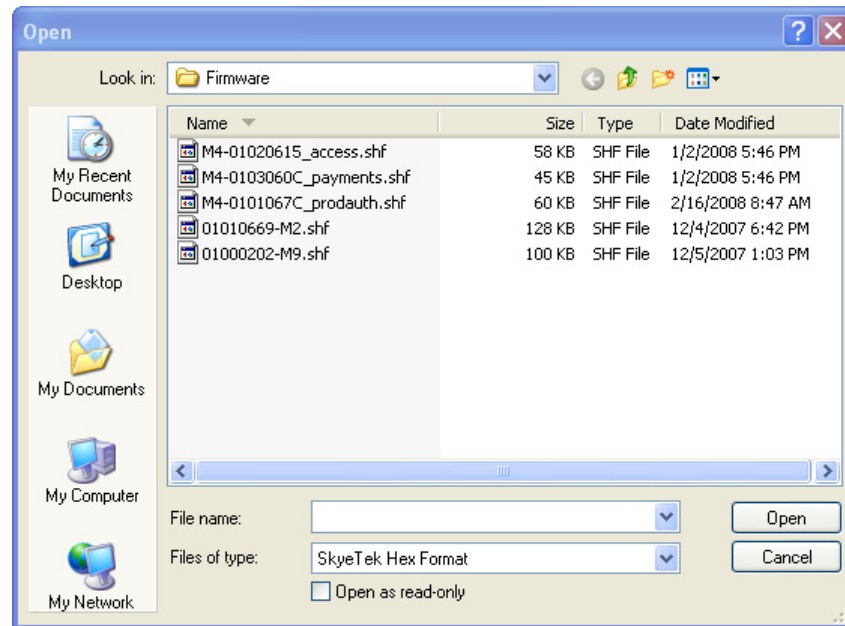 Open
Look in: Firmware
My Recent Documents
Desktop
My Documents
My Computer
My Network
Name Size Type Date Modified
M4-01020615_access.shf 58 KB SHF File 1/2/2008 5:46 PM
M4-0103060C_payments.shf 45 KB SHF File 1/2/2008 5:46 PM
M4-0101067C_prodauth.shf 60 KB SHF File 2/16/2008 8:47 AM
01010669-M2.shf 128 KB SHF File 12/4/2007 6:42 PM
01000202-M9.shf 100 KB SHF File 12/5/2007 1:03 PM
File name: Open
Files of type: SkyeTek Hex Format Cancel
Open as read-only